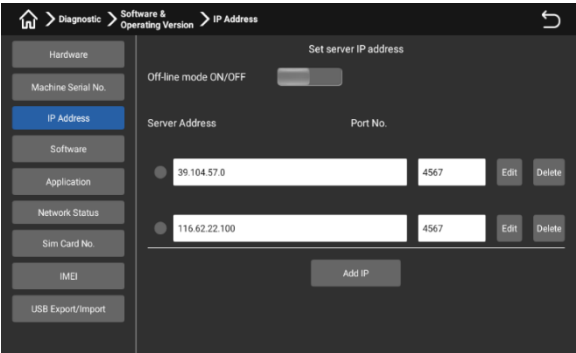 Diagnostic
Software &
Operating Version
IP Address
Hardware
Machine Serial No.
IP Address
Software
Application
Network Status
Sim Card No.
IMEI
USB Export/Import
Set server IP address
Off-line mode ON/OFF
Server Address Port No.
39.104.57.0 4567 Edit Delete
116.62.22.100 4567 Edit Delete
Add IP